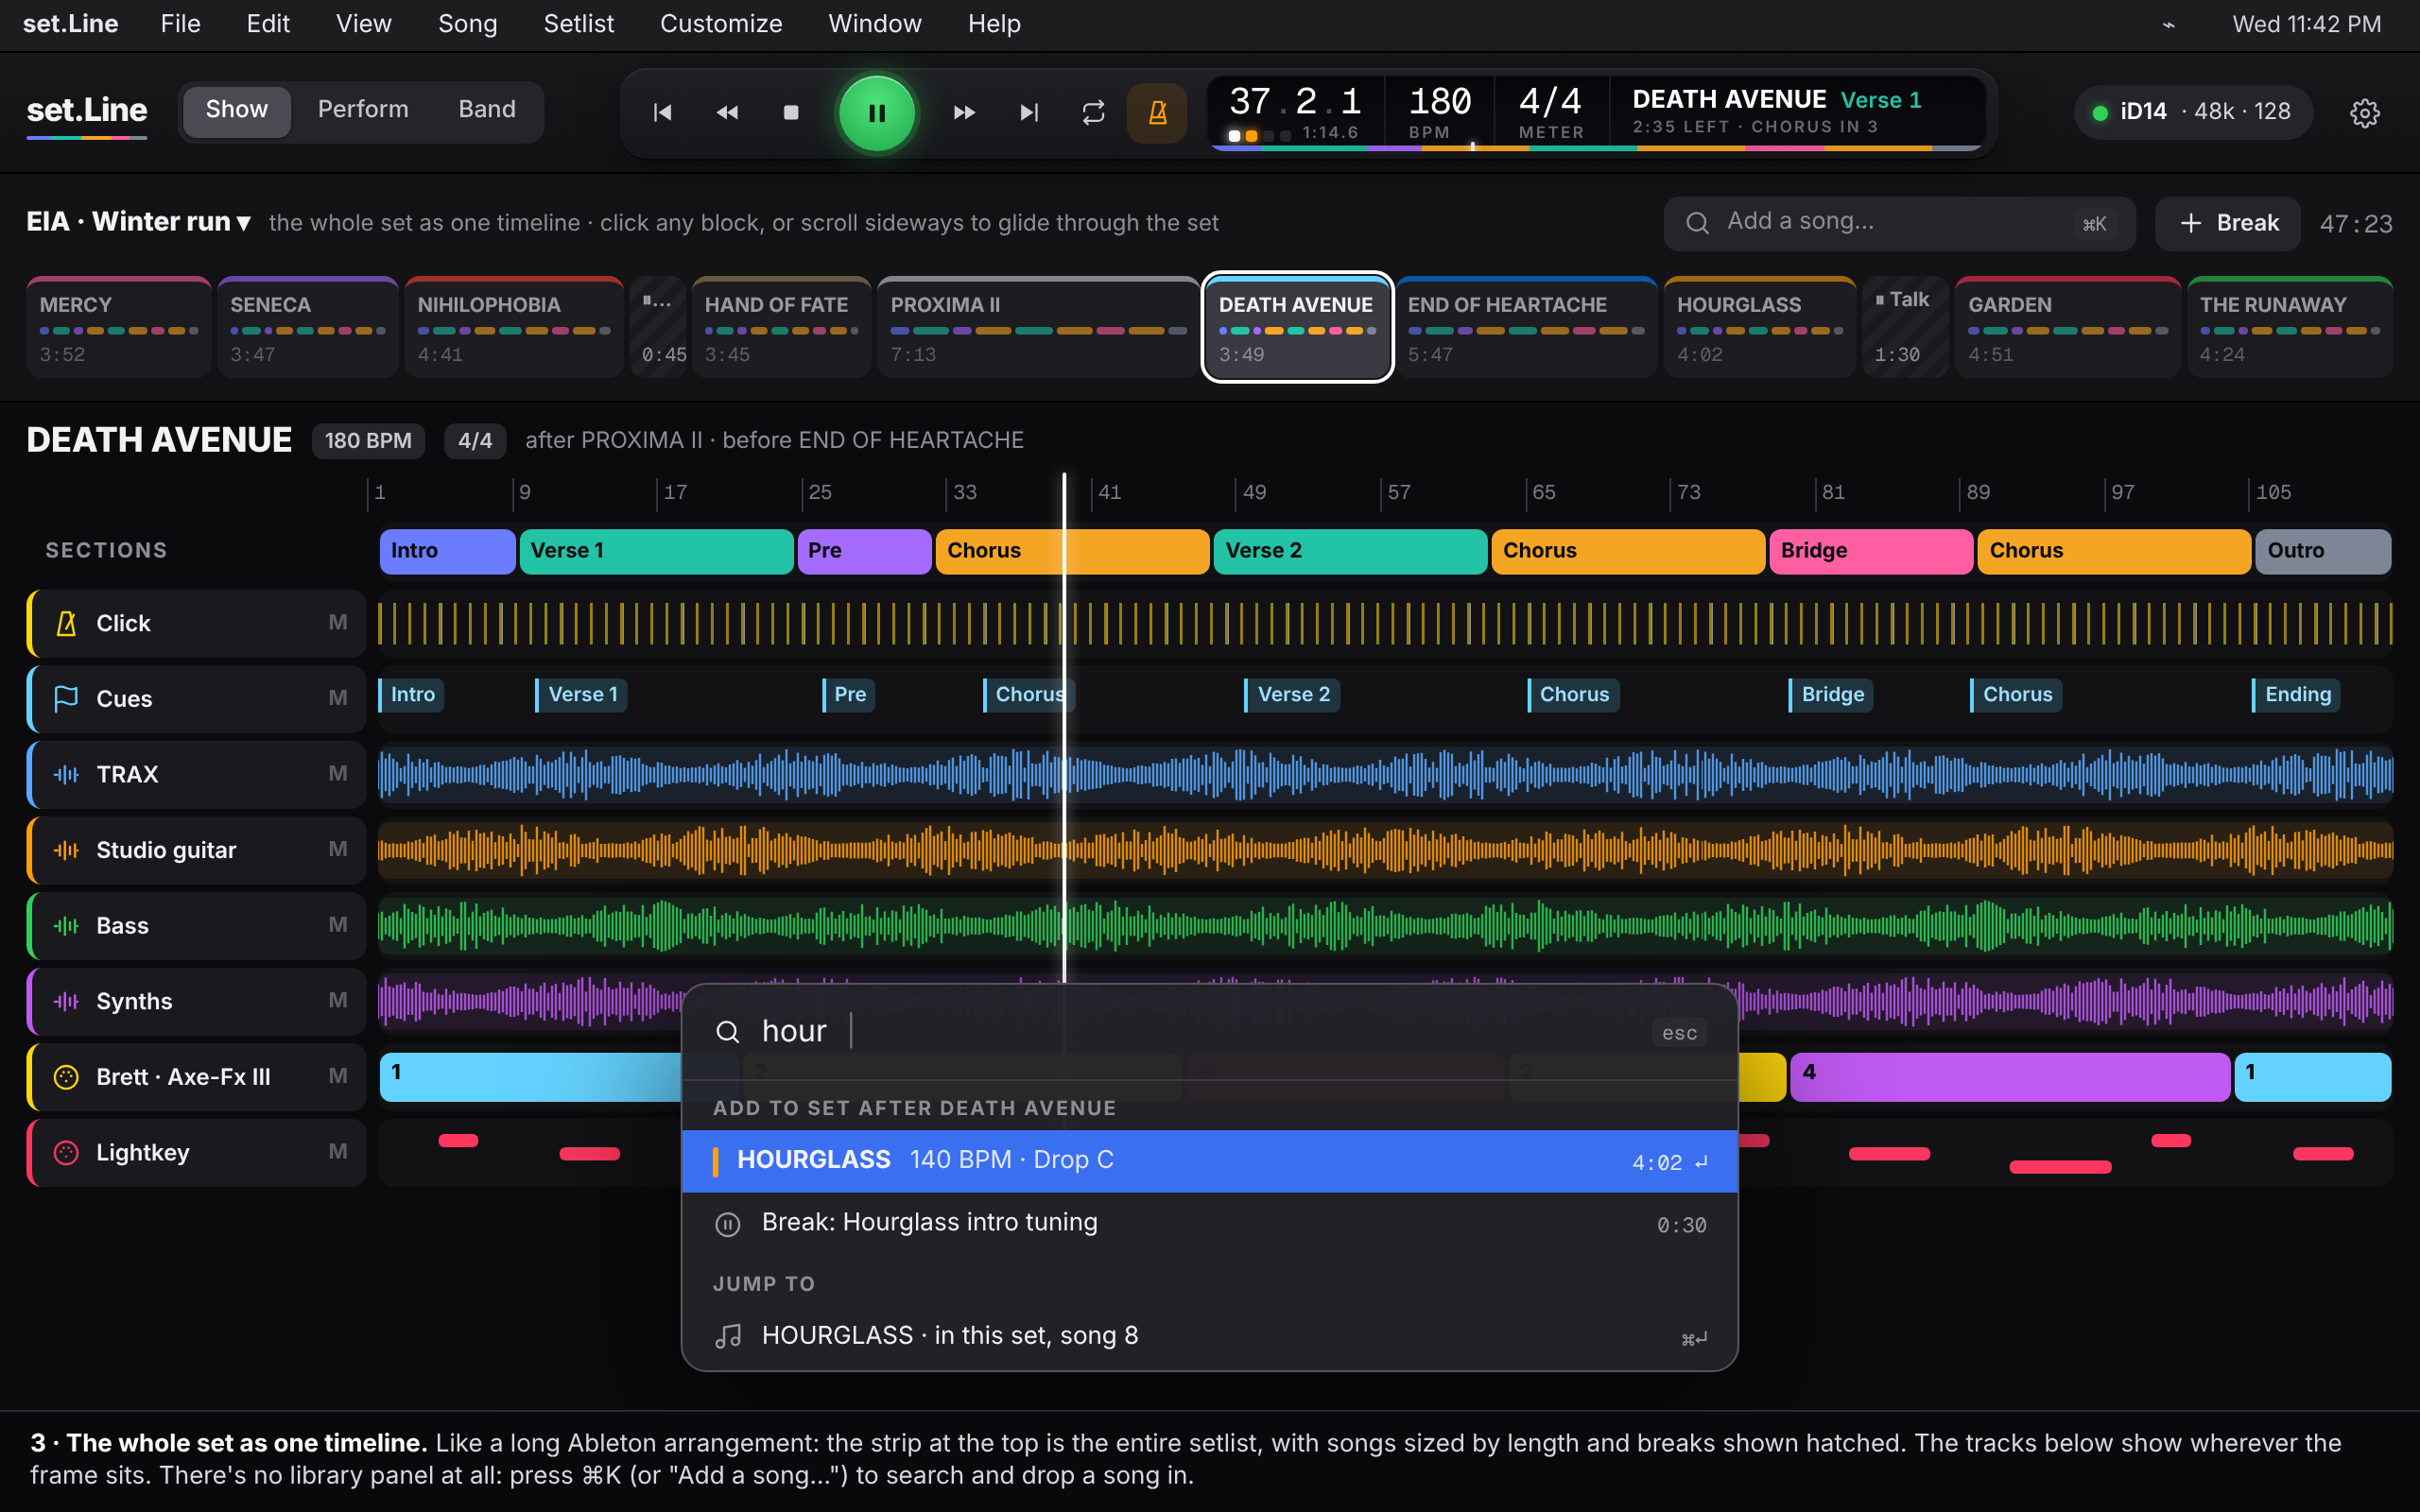 set.Line File Edit View Song Setlist Customize Window Help Wed 11:42 PM
set.Line Show Perform Band
37.2.1 180 4/4 DEATH AVENUE Verse 1
1:14.6 BPM METER 2:35 LEFT · CHORUS IN 3
iD14 · 48k · 128
EIA · Winter run ▾ the whole set as one timeline · click any block, or scroll sideways to glide through the set
Add a song... ⌘K + Break 47:23
MERCY SENECA NIHILOPHOBIA ... HAND OF FATE PROXIMA II DEATH AVENUE END OF HEARTACHE HOURGLASS Talk GARDEN THE RUNAWAY
3:52 3:47 4:41 0:45 3:45 7:13 3:49 5:47 4:02 1:30 4:51 4:24
DEATH AVENUE 180 BPM 4/4 after PROXIMA II · before END OF HEARTACHE
1 9 17 25 33 41 49 57 65 73 81 89 97 105
SECTIONS Intro Verse 1 Pre Chorus Verse 2 Chorus Bridge Chorus Outro
Click M
Cues M Intro Verse 1 Pre Chorus Verse 2 Chorus Bridge Chorus Ending
TRAX M
Studio guitar M
Bass M
Synths M
hour esc
Brett · Axe-Fx III M 1 2 3 2 4 1
ADD TO SET AFTER DEATH AVENUE
Lightkey M
HOURGLASS 140 BPM · Drop C 4:02 ↵
Break: Hourglass intro tuning 0:30
JUMP TO
HOURGLASS · in this set, song 8 ⌘↵
3 · The whole set as one timeline. Like a long Ableton arrangement: the strip at the top is the entire setlist, with songs sized by length and breaks shown hatched. The tracks below show wherever the
frame sits. There's no library panel at all: press ⌘K (or "Add a song...") to search and drop a song in.